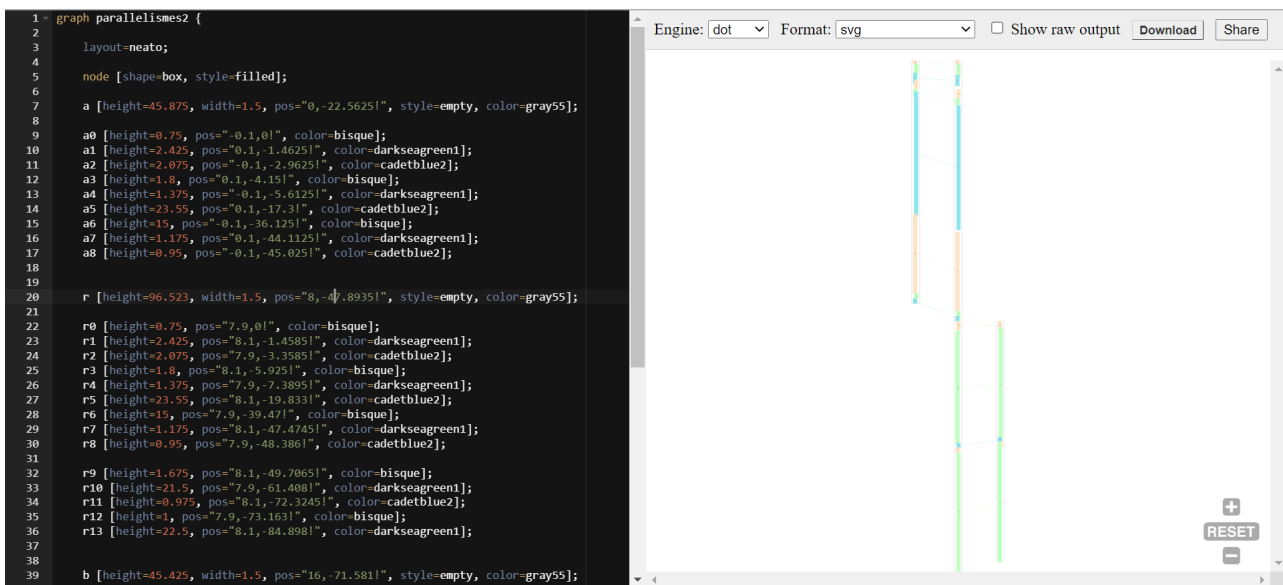 1 graph parallelismes2 {
2
3 layout=neato;
4
5 node [shape=box, style=filled];
6
7 a [height=45.875, width=1.5, pos="0,-22.5625!", style=empty, color=gray55];
8
9 a0 [height=0.75, pos="-0.1,0!", color=bisque];
10 a1 [height=2.425, pos="0.1,-1.4625!", color=darkseagreen1];
11 a2 [height=2.075, pos="-0.1,-2.9625!", color=cadetblue2];
12 a3 [height=1.8, pos="0.1,-4.15!", color=bisque];
13 a4 [height=1.375, pos="-0.1,-5.6125!", color=darkseagreen1];
14 a5 [height=23.55, pos="0.1,-17.3!", color=cadetblue2];
15 a6 [height=15, pos="-0.1,-36.125!", color=bisque];
16 a7 [height=1.175, pos="0.1,-44.1125!", color=darkseagreen1];
17 a8 [height=0.95, pos="-0.1,-45.025!", color=cadetblue2];
18
19
20 r [height=96.523, width=1.5, pos="8,-47.8935!", style=empty, color=gray55];
21
22 r0 [height=0.75, pos="7.9,0!", color=bisque];
23 r1 [height=2.425, pos="8.1,-1.4585!", color=darkseagreen1];
24 r2 [height=2.075, pos="7.9,-3.3585!", color=cadetblue2];
25 r3 [height=1.8, pos="8.1,-5.925!", color=bisque];
26 r4 [height=1.375, pos="7.9,-7.3895!", color=darkseagreen1];
27 r5 [height=23.55, pos="8.1,-19.833!", color=cadetblue2];
28 r6 [height=15, pos="7.9,-39.47!", color=bisque];
29 r7 [height=1.175, pos="8.1,-47.4745!", color=darkseagreen1];
30 r8 [height=0.95, pos="7.9,-48.386!", color=cadetblue2];
31
32 r9 [height=1.675, pos="8.1,-49.7065!", color=bisque];
33 r10 [height=21.5, pos="7.9,-61.408!", color=darkseagreen1];
34 r11 [height=0.975, pos="8.1,-72.3245!", color=cadetblue2];
35 r12 [height=1, pos="7.9,-73.163!", color=bisque];
36 r13 [height=22.5, pos="8.1,-84.898!", color=darkseagreen1];
37
38
39 b [height=45.425, width=1.5, pos="16,-71.581!", style=empty, color=gray55];
Engine: dot Format: svg Show raw output Download Share
RESET